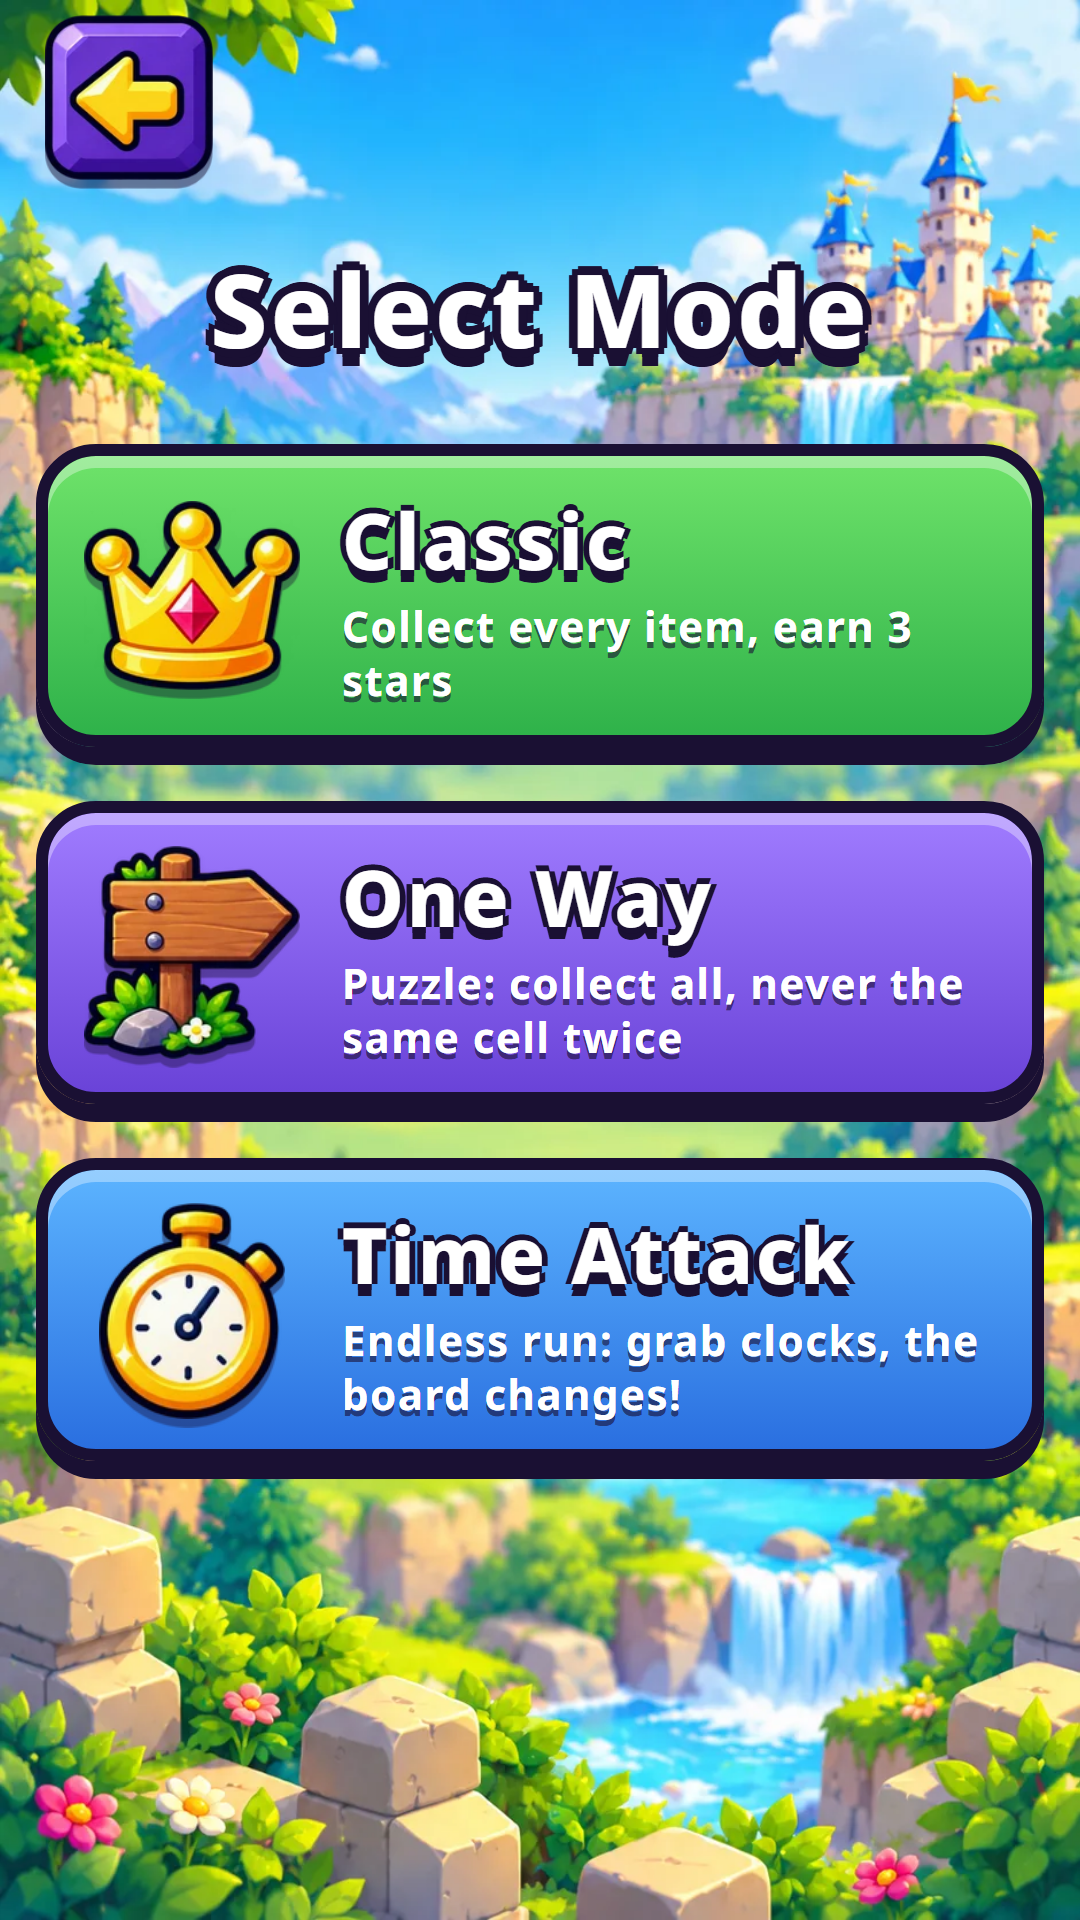 Select Mode
Classic
Collect every item, earn 3
stars
One Way
Puzzle: collect all, never the
same cell twice
Time Attack
Endless run: grab clocks, the
board changes!